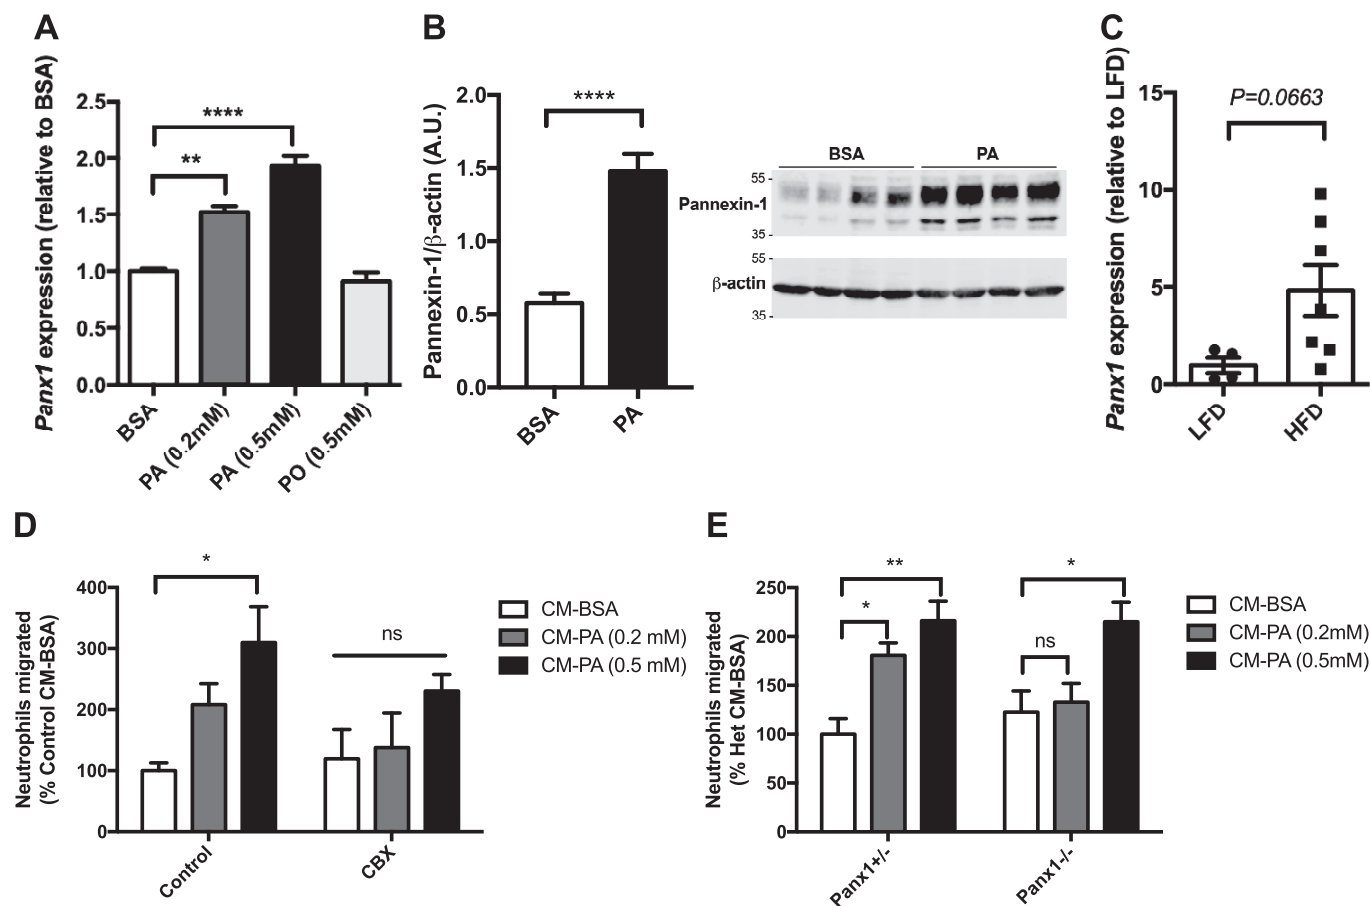 A
Panx1 expression (relative to BSA)
2.5
2.0
1.5
1.0
0.5
0.0
**
****
BSA
PA (0.2mM)
PA (0.5mM)
PO (0.5mM)
B
Pannexin-1/β-actin (A.U.)
2.0
1.5
1.0
0.5
0.0
****
BSA
PA
BSA
PA
55
Pannexin-1
35
55
β-actin
35
C
Panx1 expression (relative to LFD)
15
10
5
0
P=0.0663
LFD
HFD
D
Neutrophils migrated
(% Control CM-BSA)
400
300
200
100
0
*
ns
Control
CBX
CM-BSA
CM-PA (0.2 mM)
CM-PA (0.5 mM)
E
Neutrophils migrated
(% Het CM-BSA)
250
200
150
100
50
0
**
*
*
ns
Panx1+/-
Panx1-/-
CM-BSA
CM-PA (0.2mM)
CM-PA (0.5mM)